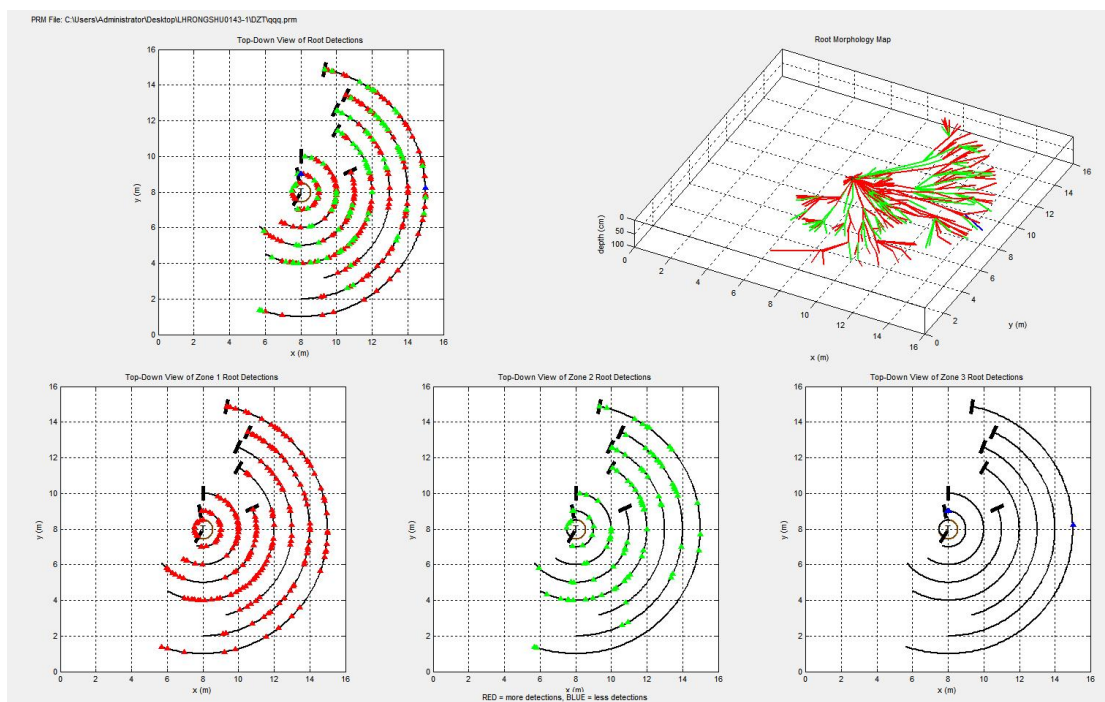 PRM File: C:\Users\Administrator\Desktop\LHRONGSHU0143-1\DZT\qqq.prm
Top-Down View of Root Detections
16
14
12
10
8
6
4
2
0
y (m)
0 2 4 6 8 10 12 14 16
x (m)
Root Morphology Map
0
50
100
depth (cm)
0 2 4 6 8 10 12 14 16
x (m)
0 2 4 6 8 10 12 14 16
y (m)
Top-Down View of Zone 1 Root Detections
16
14
12
10
8
6
4
2
0
y (m)
0 2 4 6 8 10 12 14 16
x (m)
Top-Down View of Zone 2 Root Detections
16
14
12
10
8
6
4
2
0
y (m)
0 2 4 6 8 10 12 14 16
x (m)
Top-Down View of Zone 3 Root Detections
16
14
12
10
8
6
4
2
0
y (m)
0 2 4 6 8 10 12 14 16
x (m)
RED = more detections, BLUE = less detections